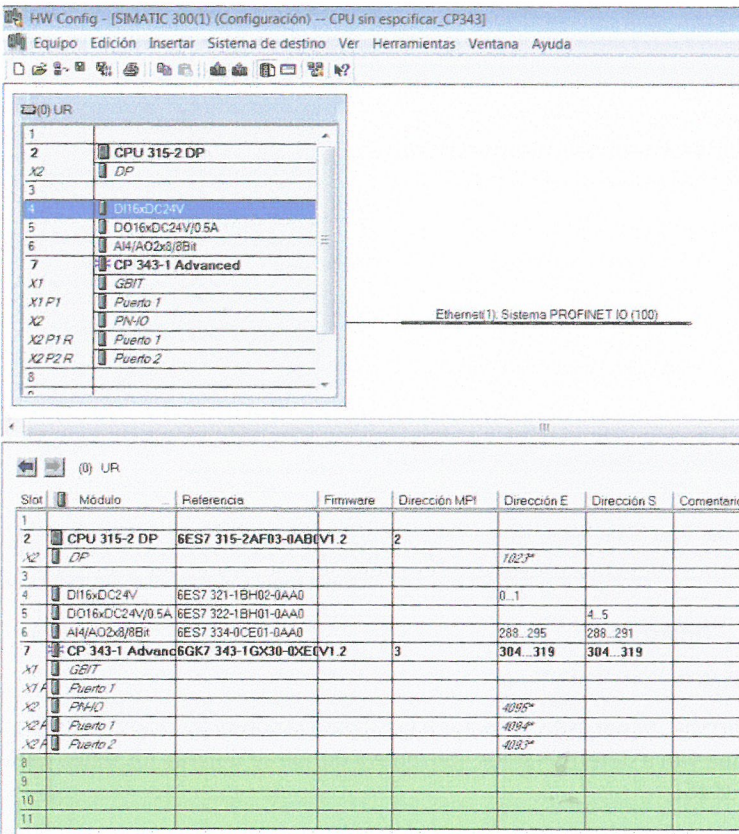 HW Config - [SIMATIC 300(1) (Configuración) -- CPU sin espcificar_CP343]
Equipo Edición Insertar Sistema de destino Ver Herramientas Ventana Ayuda
(0) UR
1
2 CPU 315-2 DP
X2 DP
3
4 DI16xDC24V
5 DO16xDC24V/0.5A
6 AI4/AO2x8/8Bit
7 CP 343-1 Advanced
X1 GBIT
X1 P1 Puerto 1
X2 PN-IO
X2 P1 R Puerto 1
X2 P2 R Puerto 2
8
Ethernet(1): Sistema PROFINET IO (100)
(0) UR
Slot Módulo ... Referencia Firmware Dirección MPI Dirección E Dirección S Comentario
1
2 CPU 315-2 DP 6ES7 315-2AF03-0AB0 V1.2 2
X2 DP 1023*
3
4 DI16xDC24V 6ES7 321-1BH02-0AA0 0...1
5 DO16xDC24V/0.5A 6ES7 322-1BH01-0AA0 4...5
6 AI4/AO2x8/8Bit 6ES7 334-0CE01-0AA0 288...295 288...291
7 CP 343-1 Advanc 6GK7 343-1GX30-0XE0 V1.2 3 304...319 304...319
X1 GBIT
X1 P Puerto 1
X2 PN-IO 4095*
X2 P Puerto 1 4094*
X2 P Puerto 2 4093*
8
9
10
11